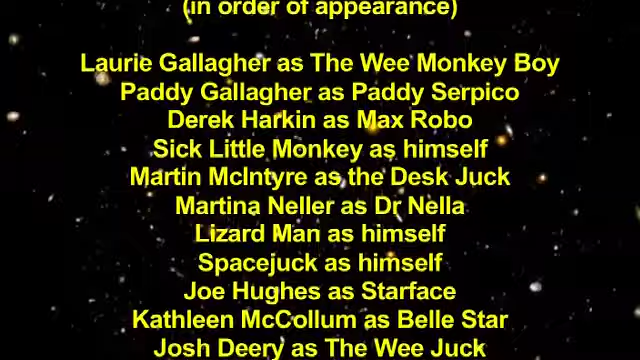 (in order of appearance)
Laurie Gallagher as The Wee Monkey Boy
Paddy Gallagher as Paddy Serpico
Derek Harkin as Max Robo
Sick Little Monkey as himself
Martin McIntyre as the Desk Juck
Martina Neller as Dr Nella
Lizard Man as himself
Spacejuck as himself
Joe Hughes as Starface
Kathleen McCollum as Belle Star
Josh Deery as The Wee Juck